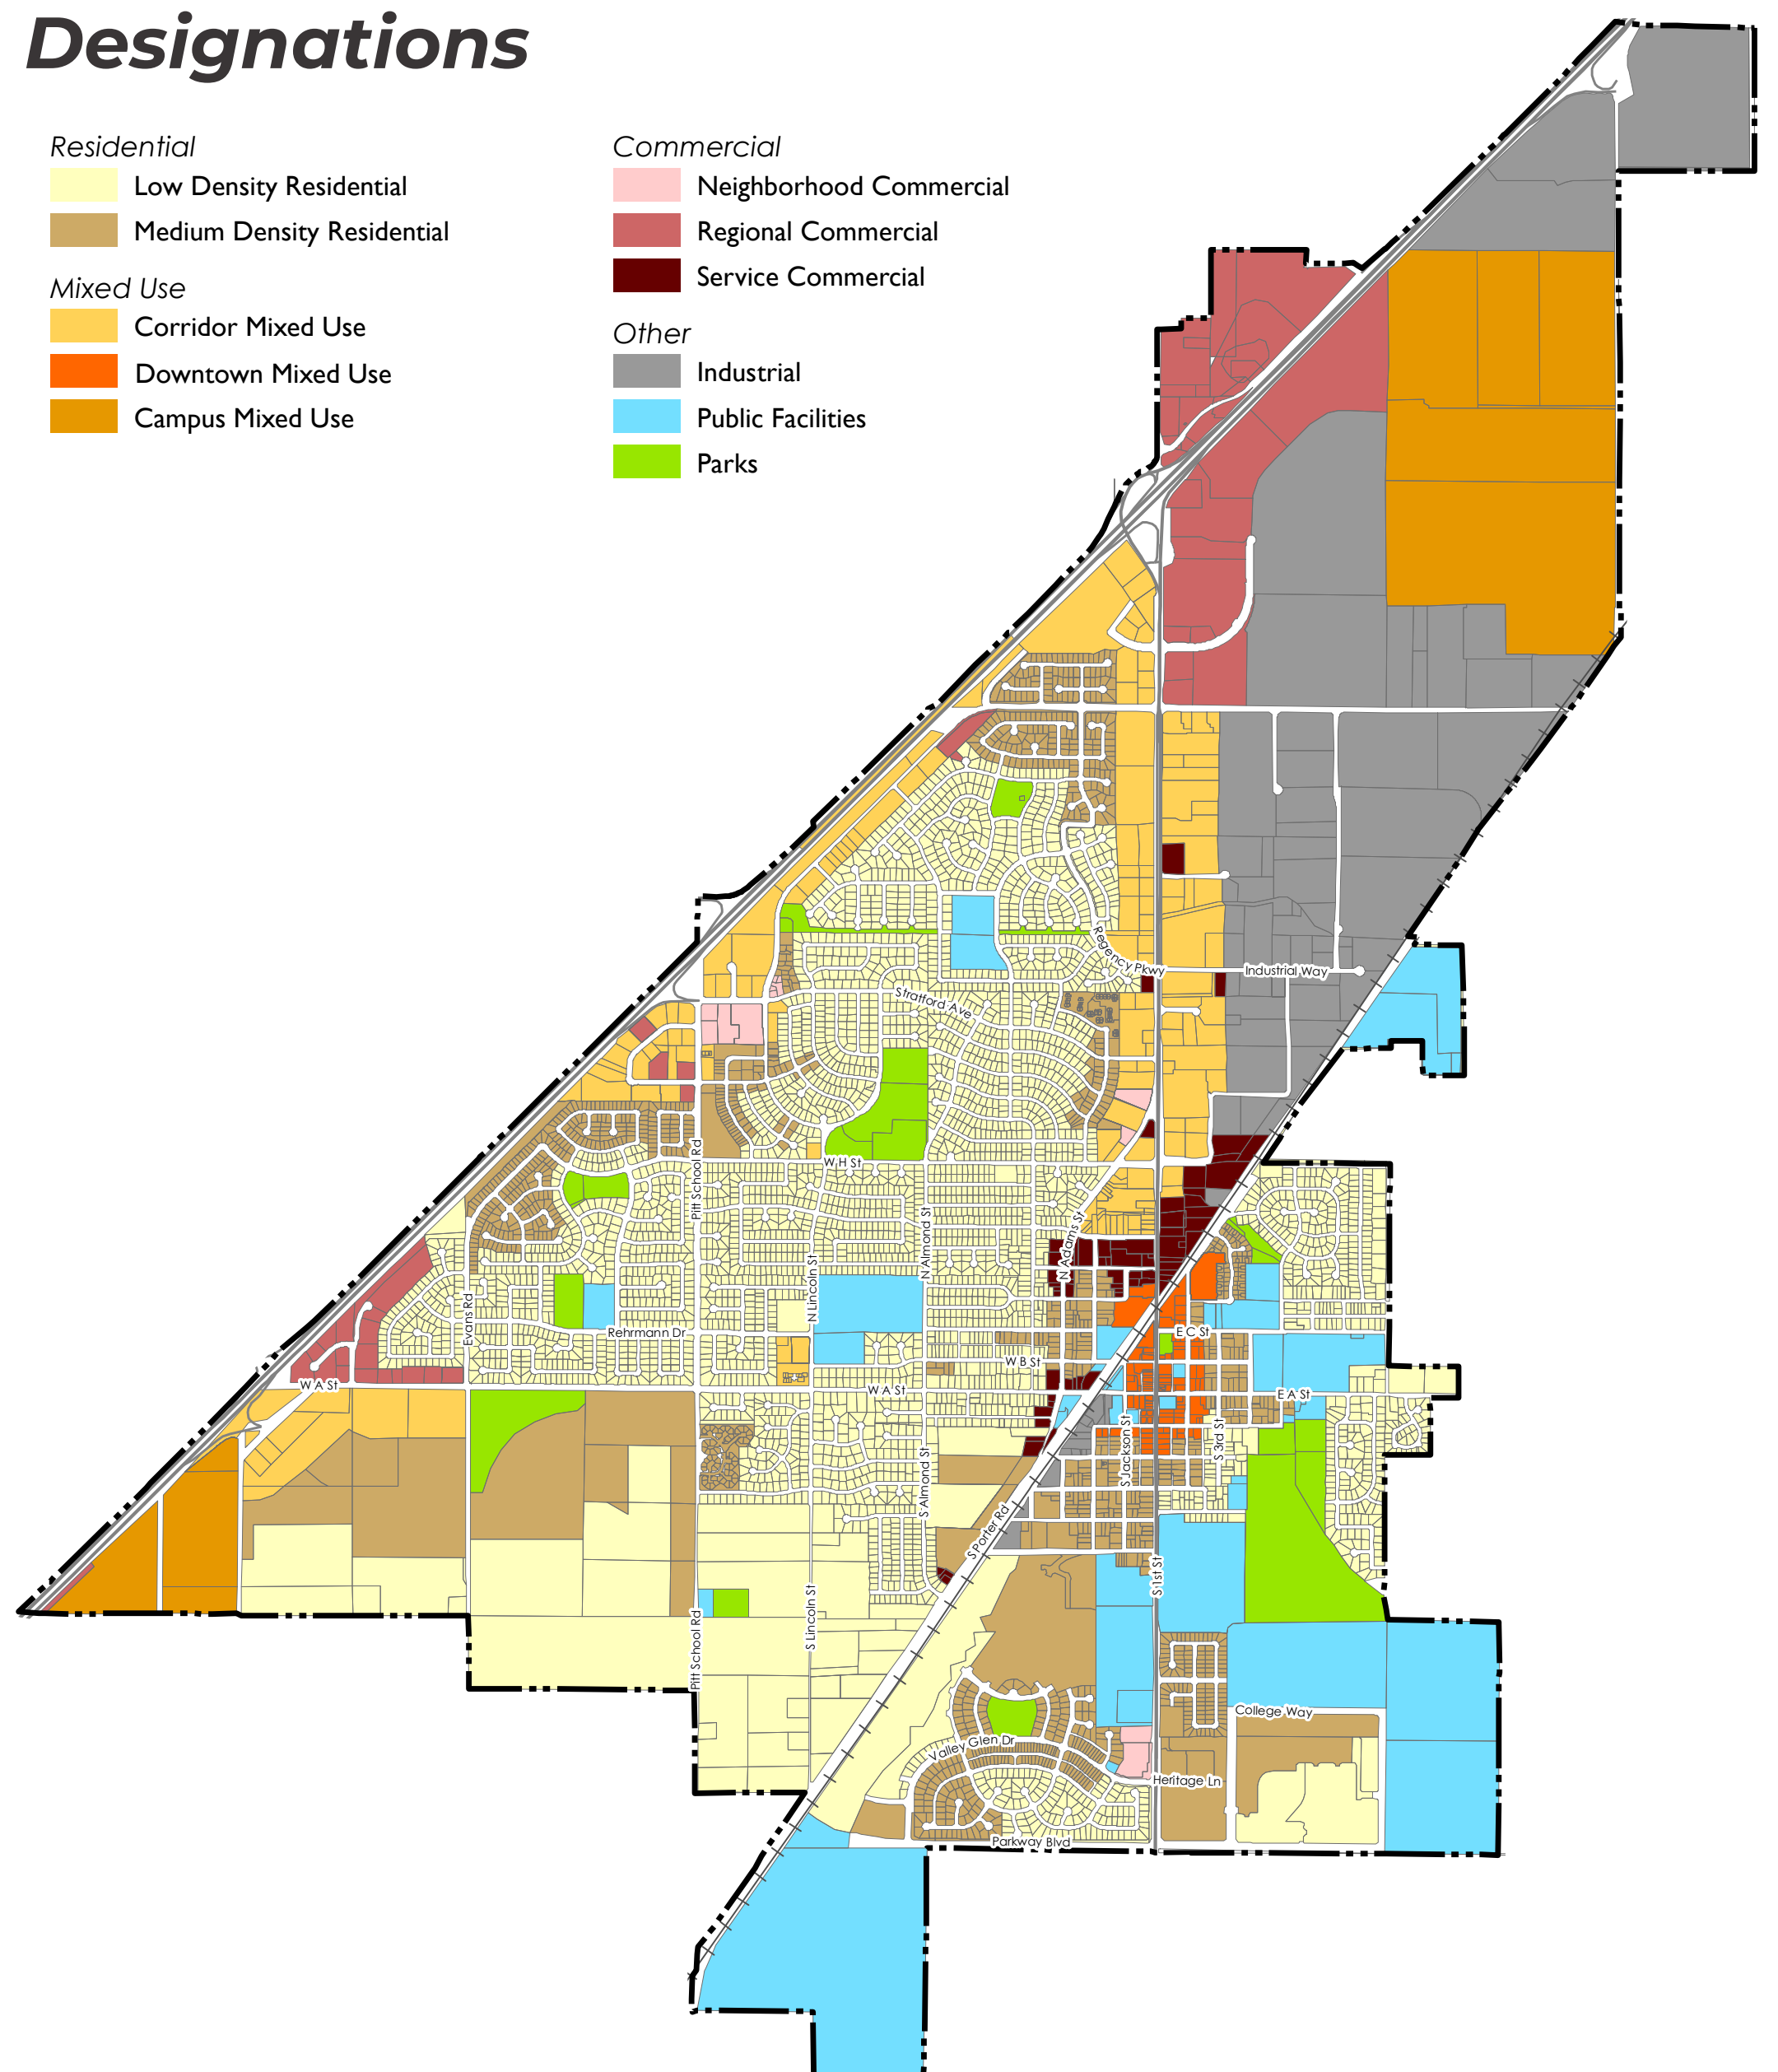 Designations
Residential
Low Density Residential
Medium Density Residential
Mixed Use
Corridor Mixed Use
Downtown Mixed Use
Campus Mixed Use
Commercial
Neighborhood Commercial
Regional Commercial
Service Commercial
Other
Industrial
Public Facilities
Parks
Regency Pkwy
Industrial Way
Stratford Ave
Pitt School Rd
W H St
N Almond St
N Adams St
N Lincoln St
Evans Rd
Rehrmann Dr
E C St
W B St
W A St
W A St
E A St
S Jackson St
S 3rd St
S Almond St
S Porter Rd
S 1st St
S Lincoln St
Pitt School Rd
College Way
Valley Glen Dr
Heritage Ln
Parkway Blvd